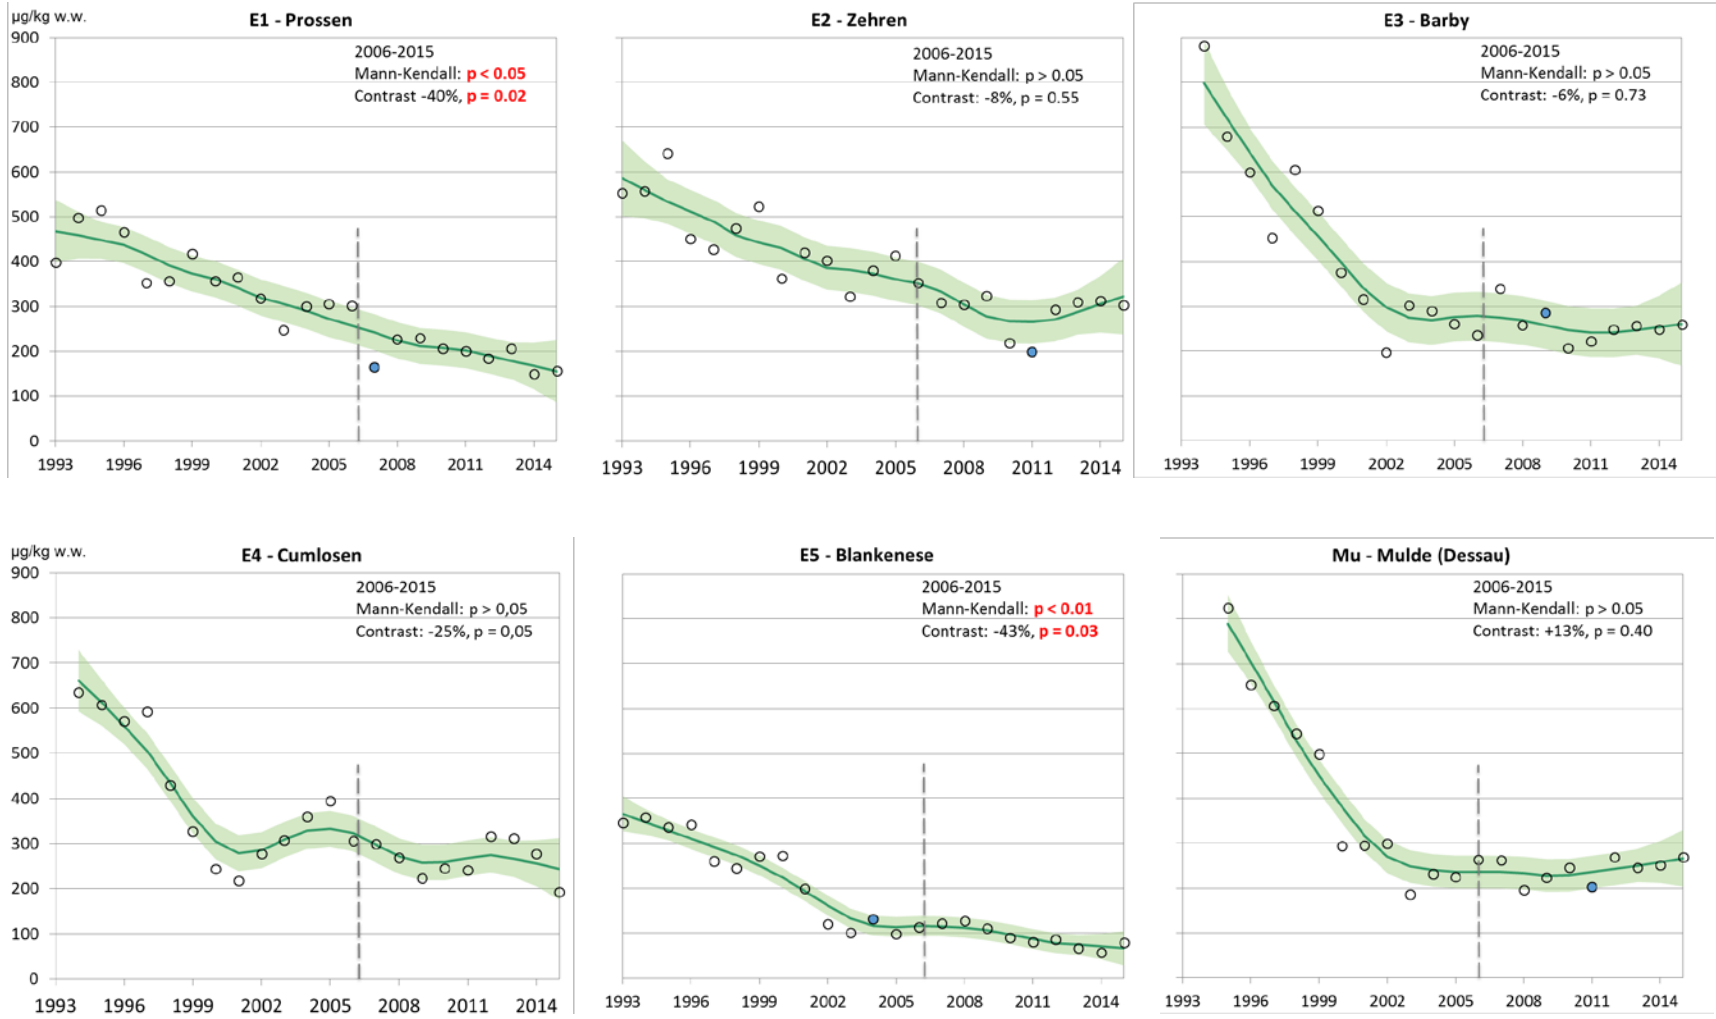 µg/kg w.w.
E1 - Prossen
E2 - Zehren
E3 - Barby
900
800
700
600
500
400
300
200
100
0
2006-2015
Mann-Kendall: p < 0.05
Contrast -40%, p = 0.02
2006-2015
Mann-Kendall: p > 0.05
Contrast: -8%, p = 0.55
2006-2015
Mann-Kendall: p > 0.05
Contrast: -6%, p = 0.73
1993 1996 1999 2002 2005 2008 2011 2014
1993 1996 1999 2002 2005 2008 2011 2014
1993 1996 1999 2002 2005 2008 2011 2014
µg/kg w.w.
E4 - Cumlosen
E5 - Blankenese
Mu - Mulde (Dessau)
900
800
700
600
500
400
300
200
100
0
2006-2015
Mann-Kendall: p > 0,05
Contrast: -25%, p = 0,05
2006-2015
Mann-Kendall: p < 0.01
Contrast: -43%, p = 0.03
2006-2015
Mann-Kendall: p > 0.05
Contrast: +13%, p = 0.40
1993 1996 1999 2002 2005 2008 2011 2014
1993 1996 1999 2002 2005 2008 2011 2014
1993 1996 1999 2002 2005 2008 2011 2014